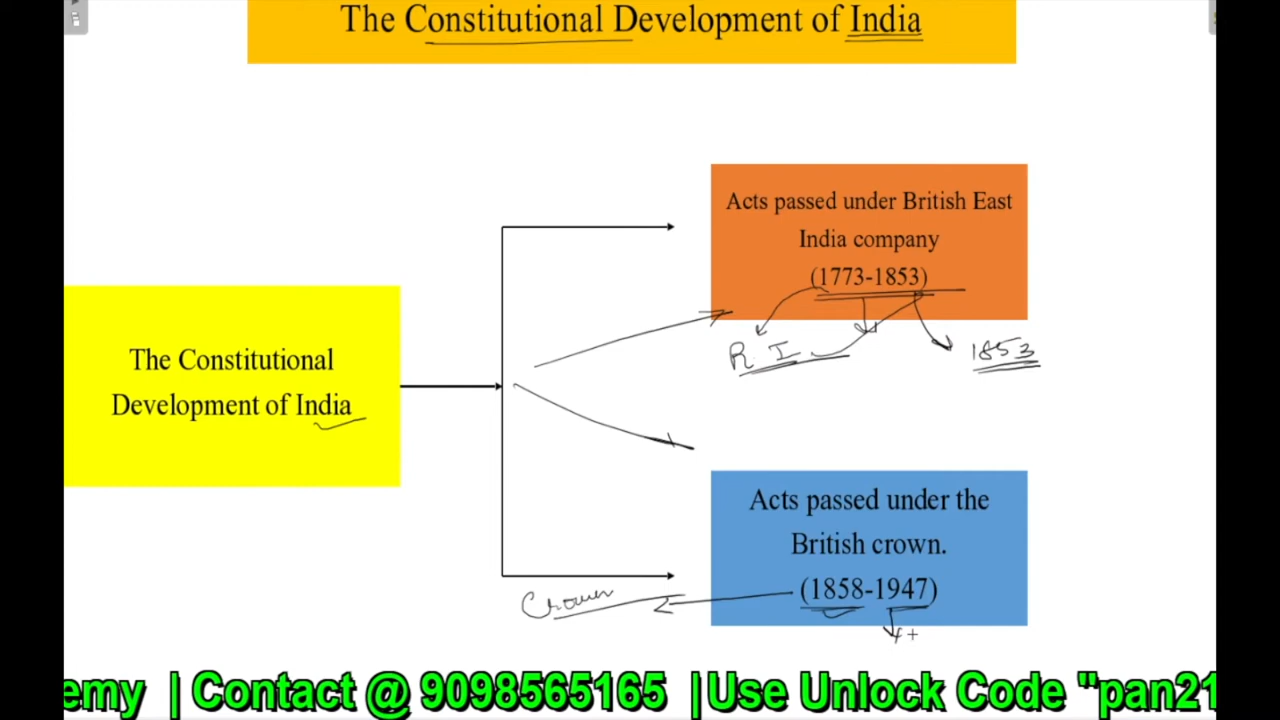 The Constitutional Development of India
Acts passed under British East
India company
(1773-1853)
R. I
1853
The Constitutional
Development of India
Acts passed under the
British crown.
(1858-1947)
Crown
emy | Contact @ 9098565165 | Use Unlock Code "pan21